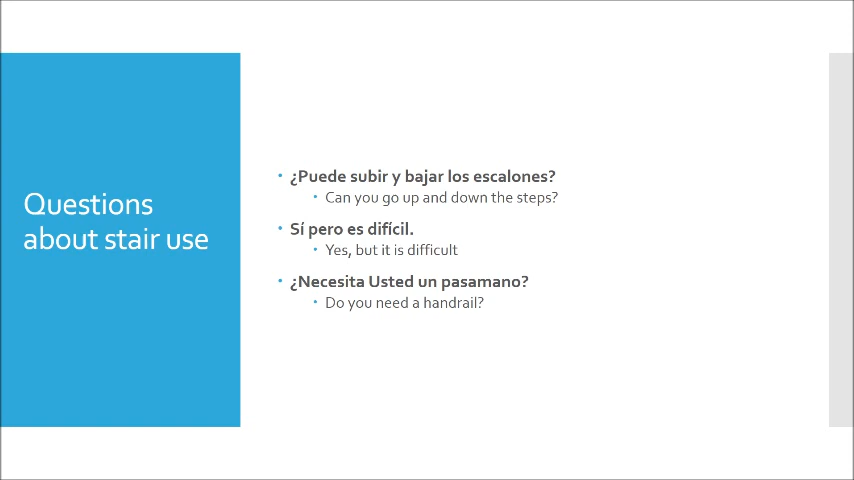 Questions
about stair use
¿Puede subir y bajar los escalones?
Can you go up and down the steps?
Sí pero es difícil.
Yes, but it is difficult
¿Necesita Usted un pasamano?
Do you need a handrail?